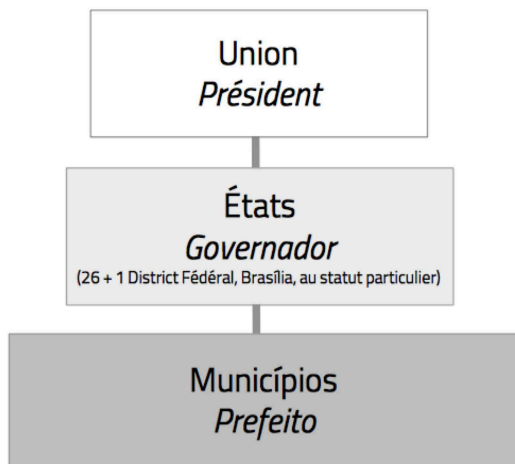 Union
Président
États
Governador
(26 + 1 District Fédéral, Brasília, au statut particulier)
Municípios
Prefeito